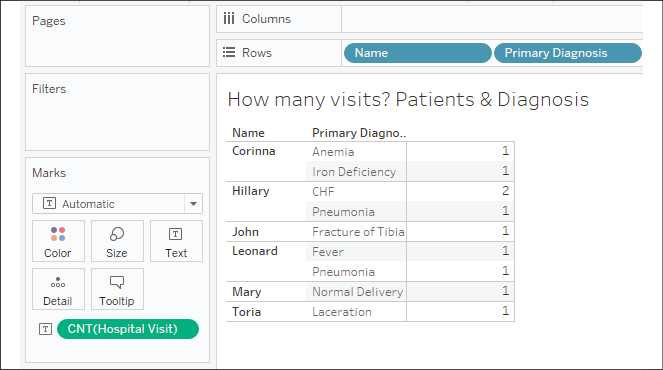 Pages
Columns
Rows Name Primary Diagnosis
Filters
How many visits? Patients & Diagnosis
Name Primary Diagno..
Corinna Anemia 1
Iron Deficiency 1
Hillary CHF 2
Pneumonia 1
John Fracture of Tibia 1
Leonard Fever 1
Pneumonia 1
Mary Normal Delivery 1
Toria Laceration 1
Marks
T Automatic
Color Size T Text
Detail Tooltip
T CNT(Hospital Visit)